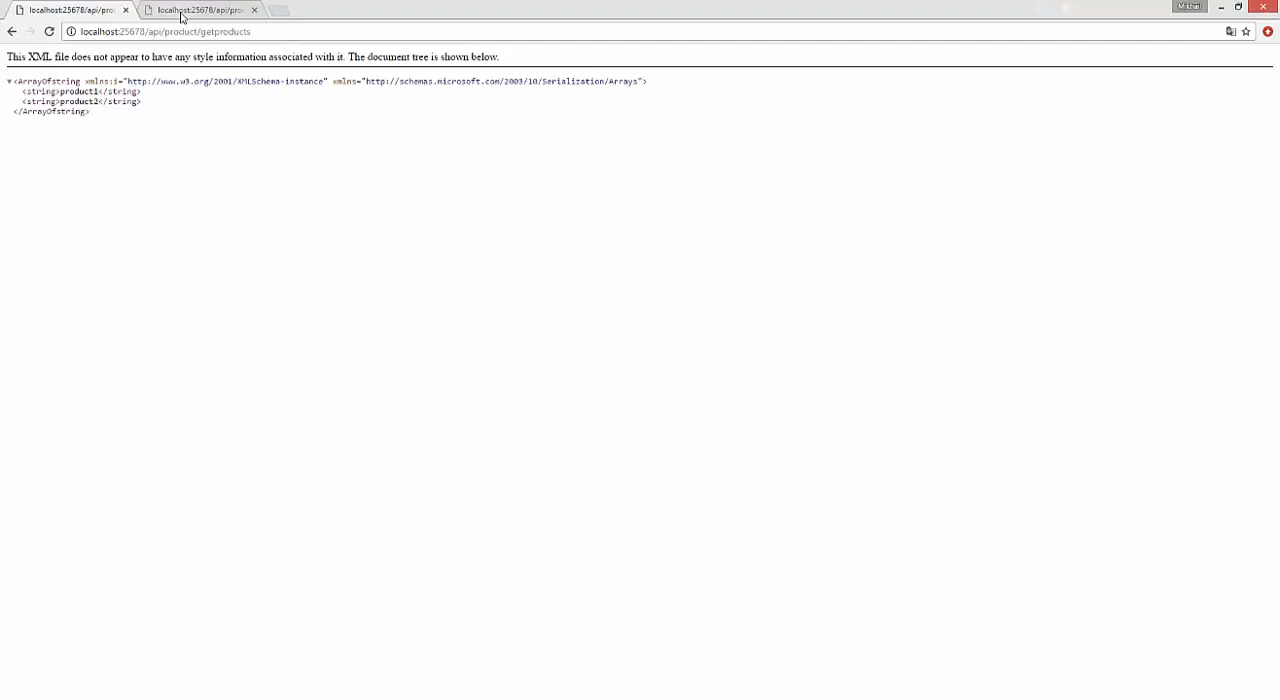 localhost:25678/api/pro
localhost:25678/api/pro
Mikhail
localhost:25678/api/product/getproducts
This XML file does not appear to have any style information associated with it. The document tree is shown below.
▼<ArrayOfstring xmlns:i="http://www.w3.org/2001/XMLSchema-instance" xmlns="http://schemas.microsoft.com/2003/10/Serialization/Arrays">
<string>product1</string>
<string>product2</string>
</ArrayOfstring>